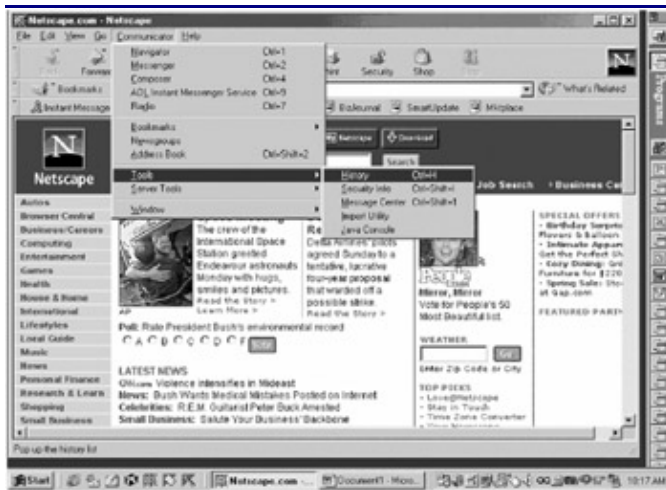 Netscape.com - Netscape
File Edit View Go Communicator Help
Navigator Ctrl+1
Messenger Ctrl+2
Composer Ctrl+4
AOL Instant Messenger Service Ctrl+9
Radio Ctrl+7
Bookmarks
Newsgroups
Address Book Ctrl+Shift+2
Tools
Server Tools
Window
History Ctrl+H
Security Info Ctrl+Shift+I
Message Center Ctrl+Shift+1
Import Utility
Java Console
Security Shop
N
Bookmarks
What's Related
Instant Message
BizJournal SmartUpdate Mktplace
Netscape Download
Search
N
Netscape
Job Search Business
Autos
Browser Central
Business/Careers
Computing
Entertainment
Games
Health
House & Home
International
Lifestyles
Local Guide
Music
News
Personal Finance
Research & Learn
Shopping
Small Business
The crew of the
International Space
Station greeted
Endeavour astronauts
Monday with hugs,
smiles and pictures.
Read the Story >
Learn More >
AP
Delta Airlines' pilots
agreed Sunday to a
tentative, lucrative
four-year proposal
that warded off a
possible strike.
Read the Story >
Poll: Rate President Bush's environmental record
A B C D F Vote
LATEST NEWS
Violence intensifies in Mideast
News: Bush Wants Medical Mistakes Posted on Internet
Celebrities: R.E.M. Guitarist Peter Buck Arrested
Small Business: Salute Your Business' Backbone
Mirror, Mirror
Vote for People's 50
Most Beautiful list.
WEATHER
Go
Enter Zip Code or City
TOP PICKS
- Love@Netscape
- Stay in Touch
- Time Zone Converter
SPECIAL OFFERS
- Birthday
Flowers & Balloon
- Intimate
Get the Perfect
- Cozy Dining:
Furniture for $220
- Spring Sale:
at Gap.com
FEATURED
Pop up the history list
Programs
Start
Netscape.com - ...
Document1 - Micro...
10:17 AM